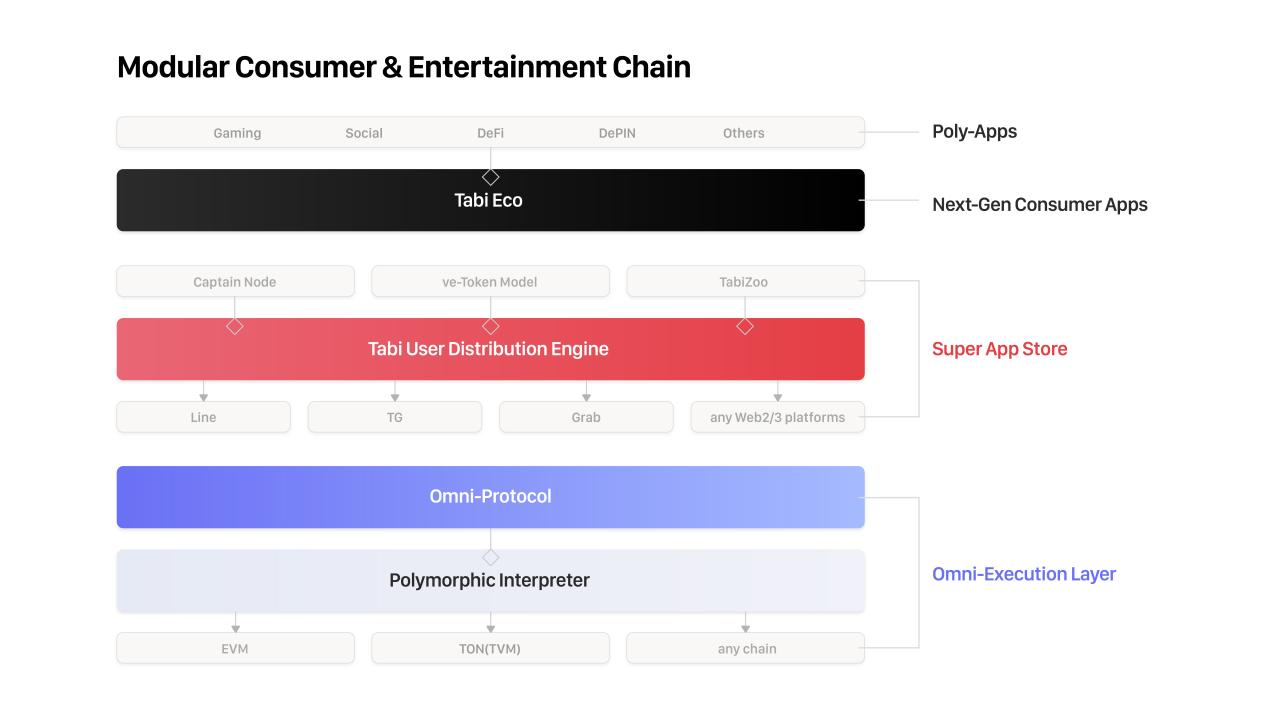 Modular Consumer & Entertainment Chain
Gaming Social DeFi DePIN Others
Poly-Apps
Tabi Eco
Next-Gen Consumer Apps
Captain Node ve-Token Model TabiZoo
Tabi User Distribution Engine
Super App Store
Line TG Grab any Web2/3 platforms
Omni-Protocol
Polymorphic Interpreter
Omni-Execution Layer
EVM TON(TVM) any chain